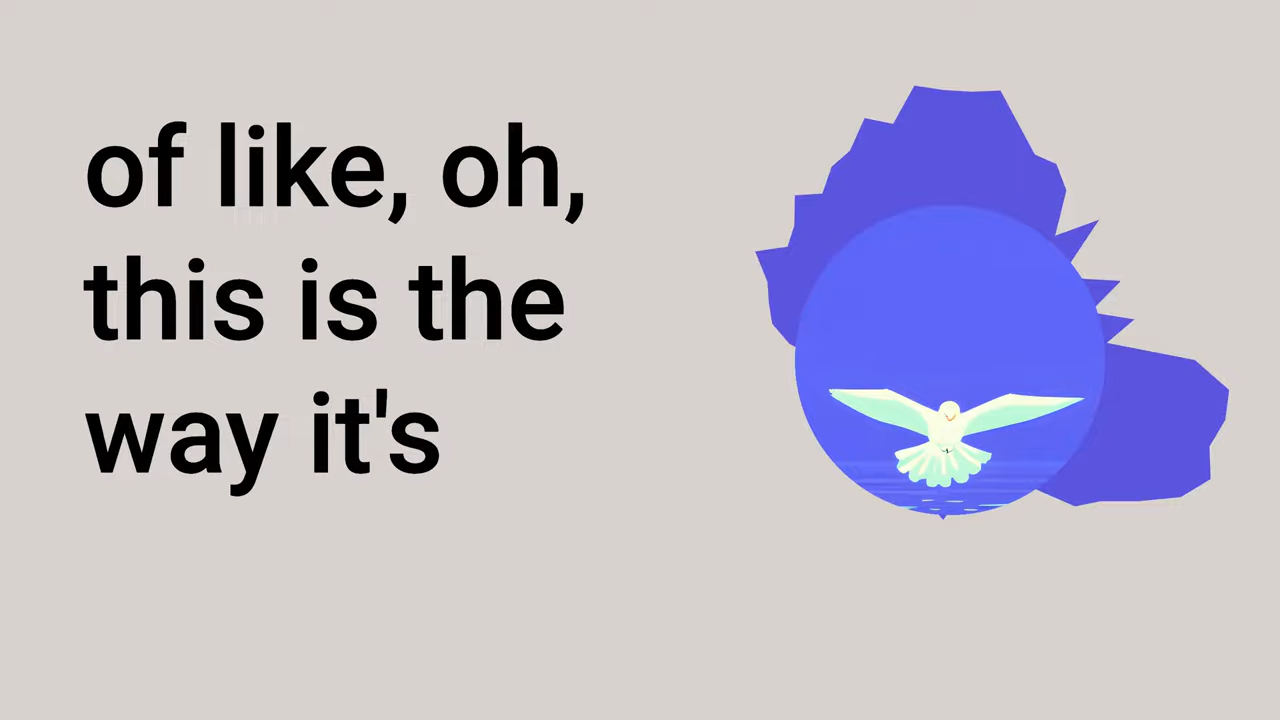 of like, oh,
this is the
way it's